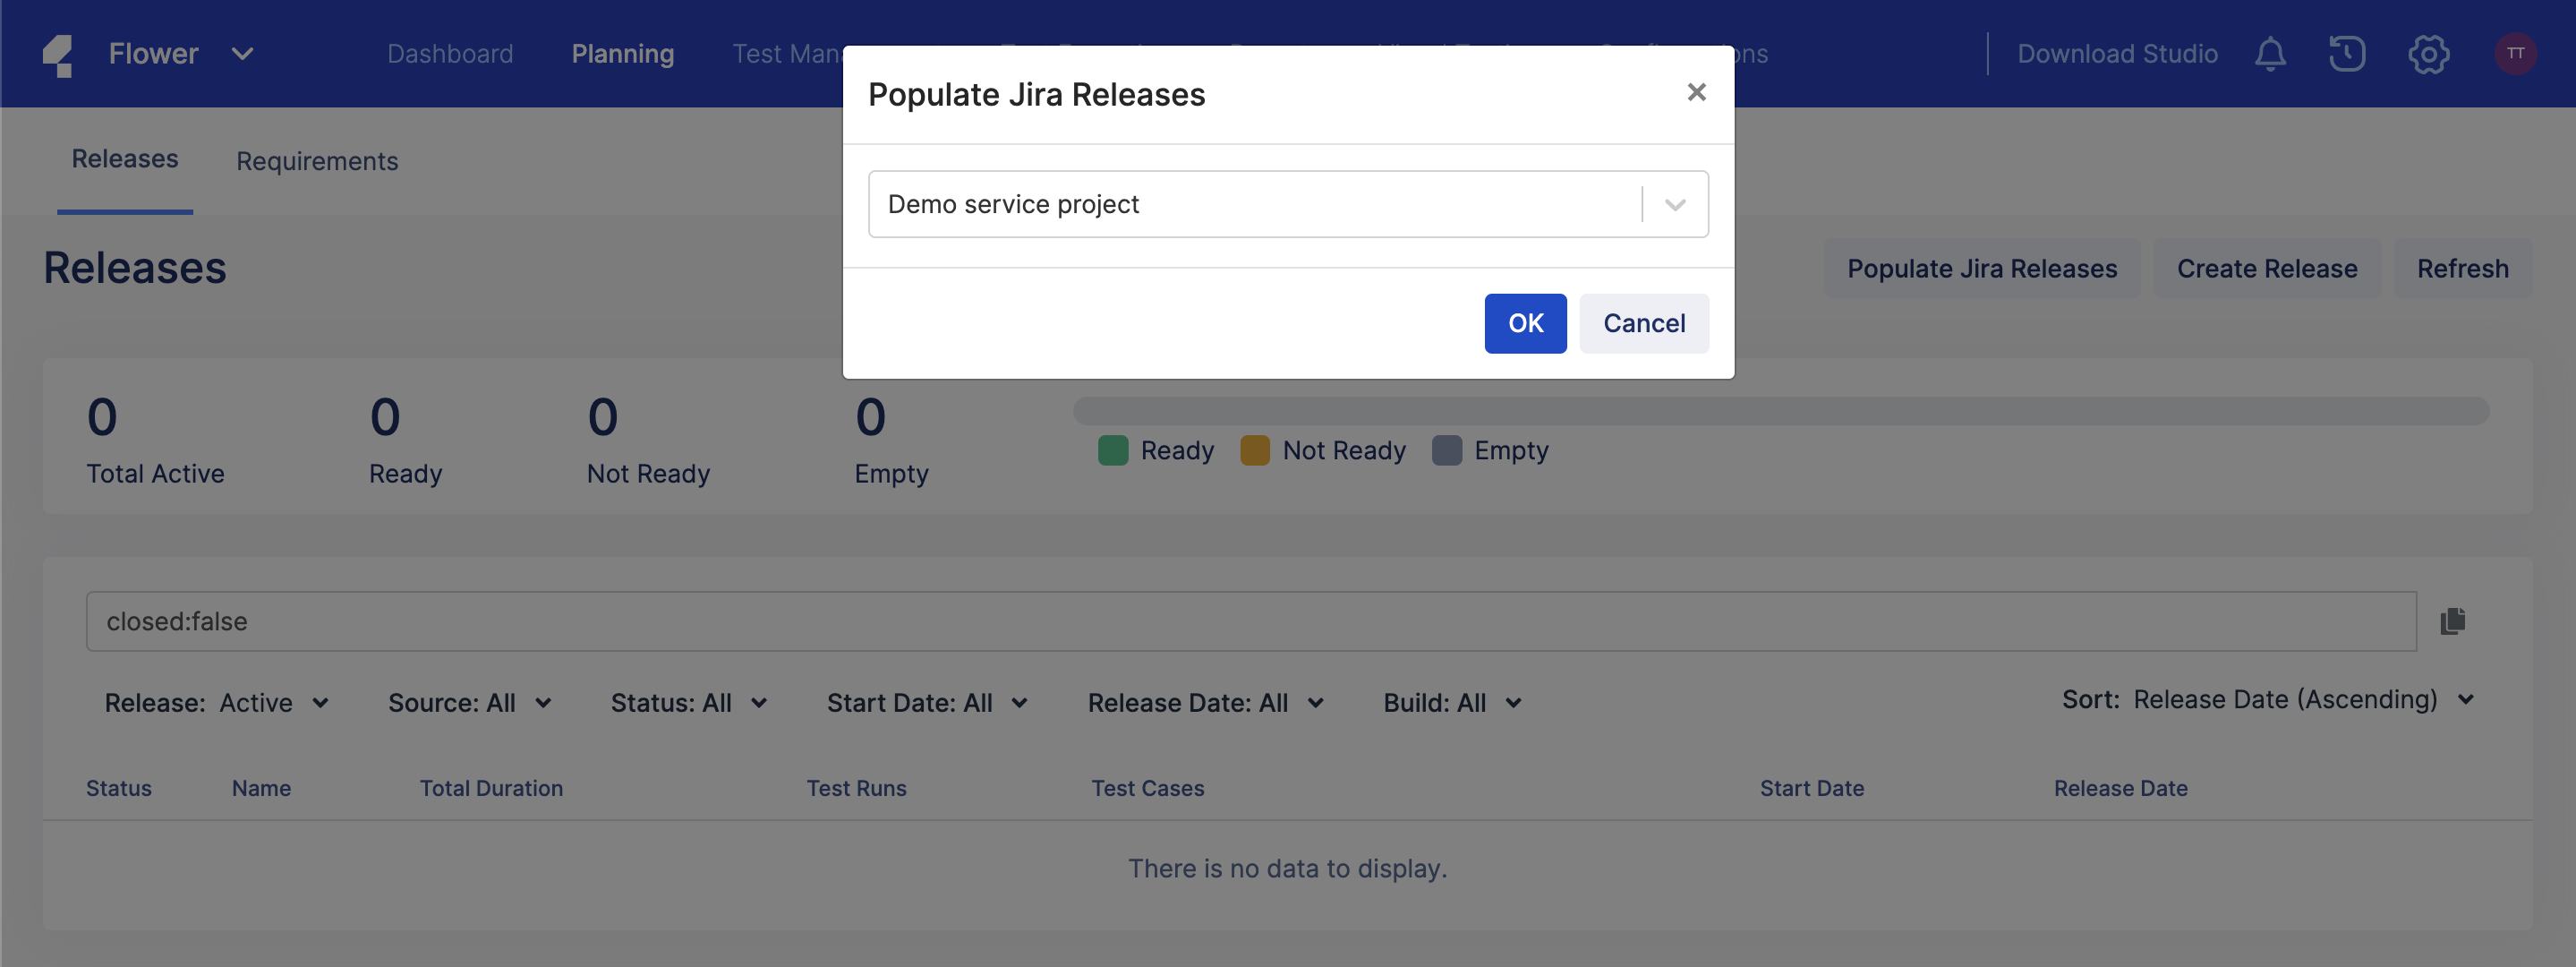 Flower
Dashboard
Planning
Test Man
ons
Download Studio
TT
Populate Jira Releases
Releases
Requirements
Demo service project
Releases
Populate Jira Releases
Create Release
Refresh
OK
Cancel
0
0
0
0
Total Active
Ready
Not Ready
Empty
Ready
Not Ready
Empty
closed:false
Release: Active
Source: All
Status: All
Start Date: All
Release Date: All
Build: All
Sort: Release Date (Ascending)
Status
Name
Total Duration
Test Runs
Test Cases
Start Date
Release Date
There is no data to display.